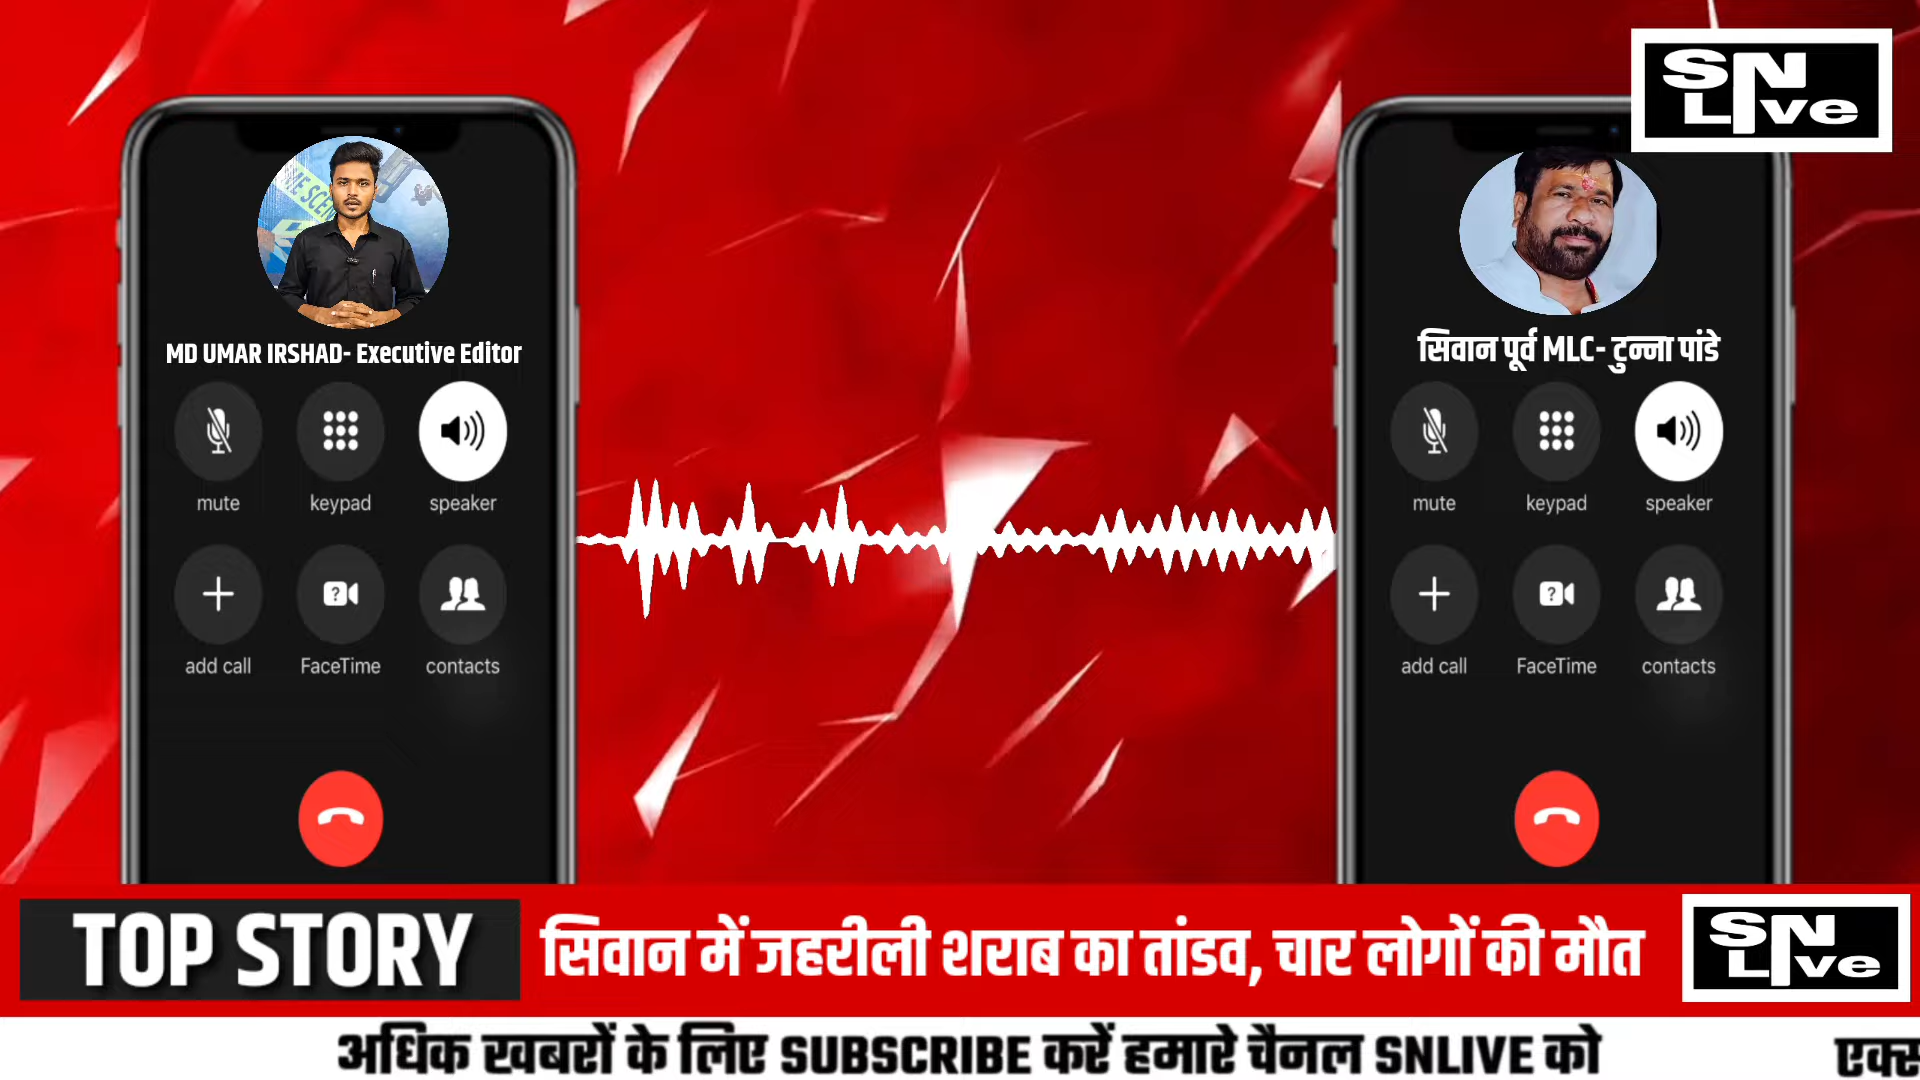 SN Live
MD UMAR IRSHAD- Executive Editor
mute keypad speaker
add call FaceTime contacts
सिवान पूर्व MLC- टुन्ना पांडे
mute keypad speaker
add call FaceTime contacts
TOP STORY
सिवान में जहरीली शराब का तांडव, चार लोगों की मौत
SN Live
अधिक खबरों के लिए SUBSCRIBE करें हमारे चैनल SNLIVE को